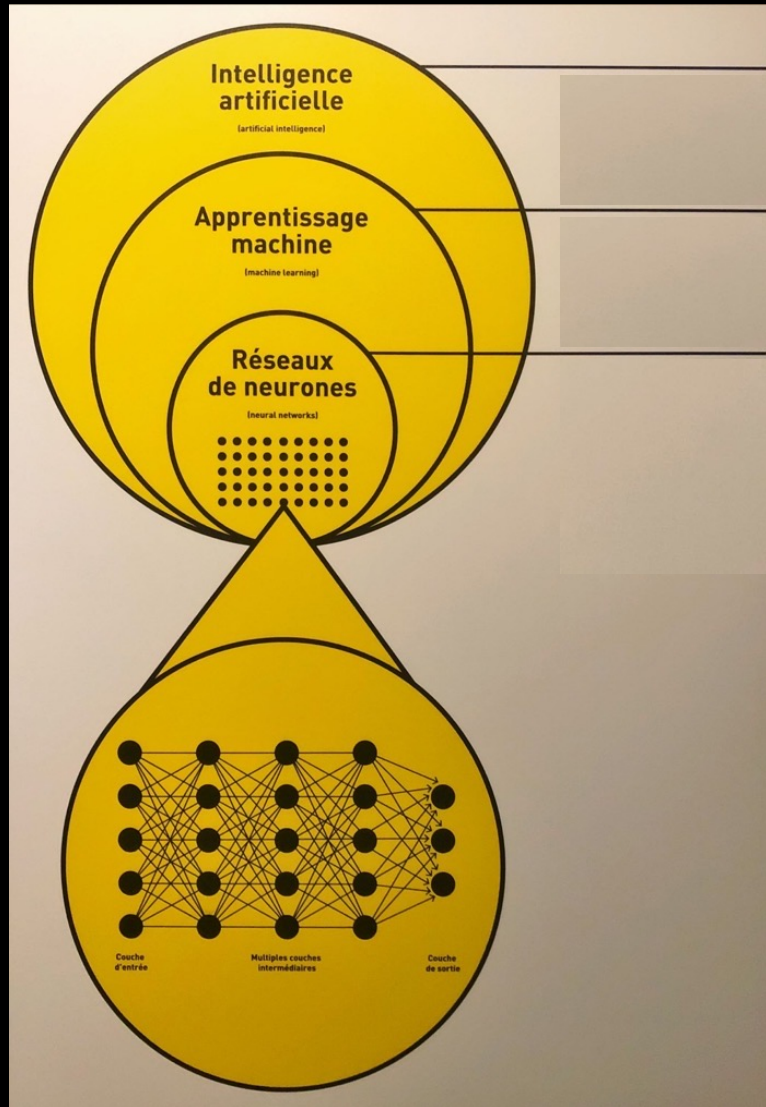 Intelligence
artificielle
(artificial intelligence)
Apprentissage
machine
(machine learning)
Réseaux
de neurones
(neural networks)
Couche
d'entrée
Multiples couches
intermédiaires
Couche
de sortie